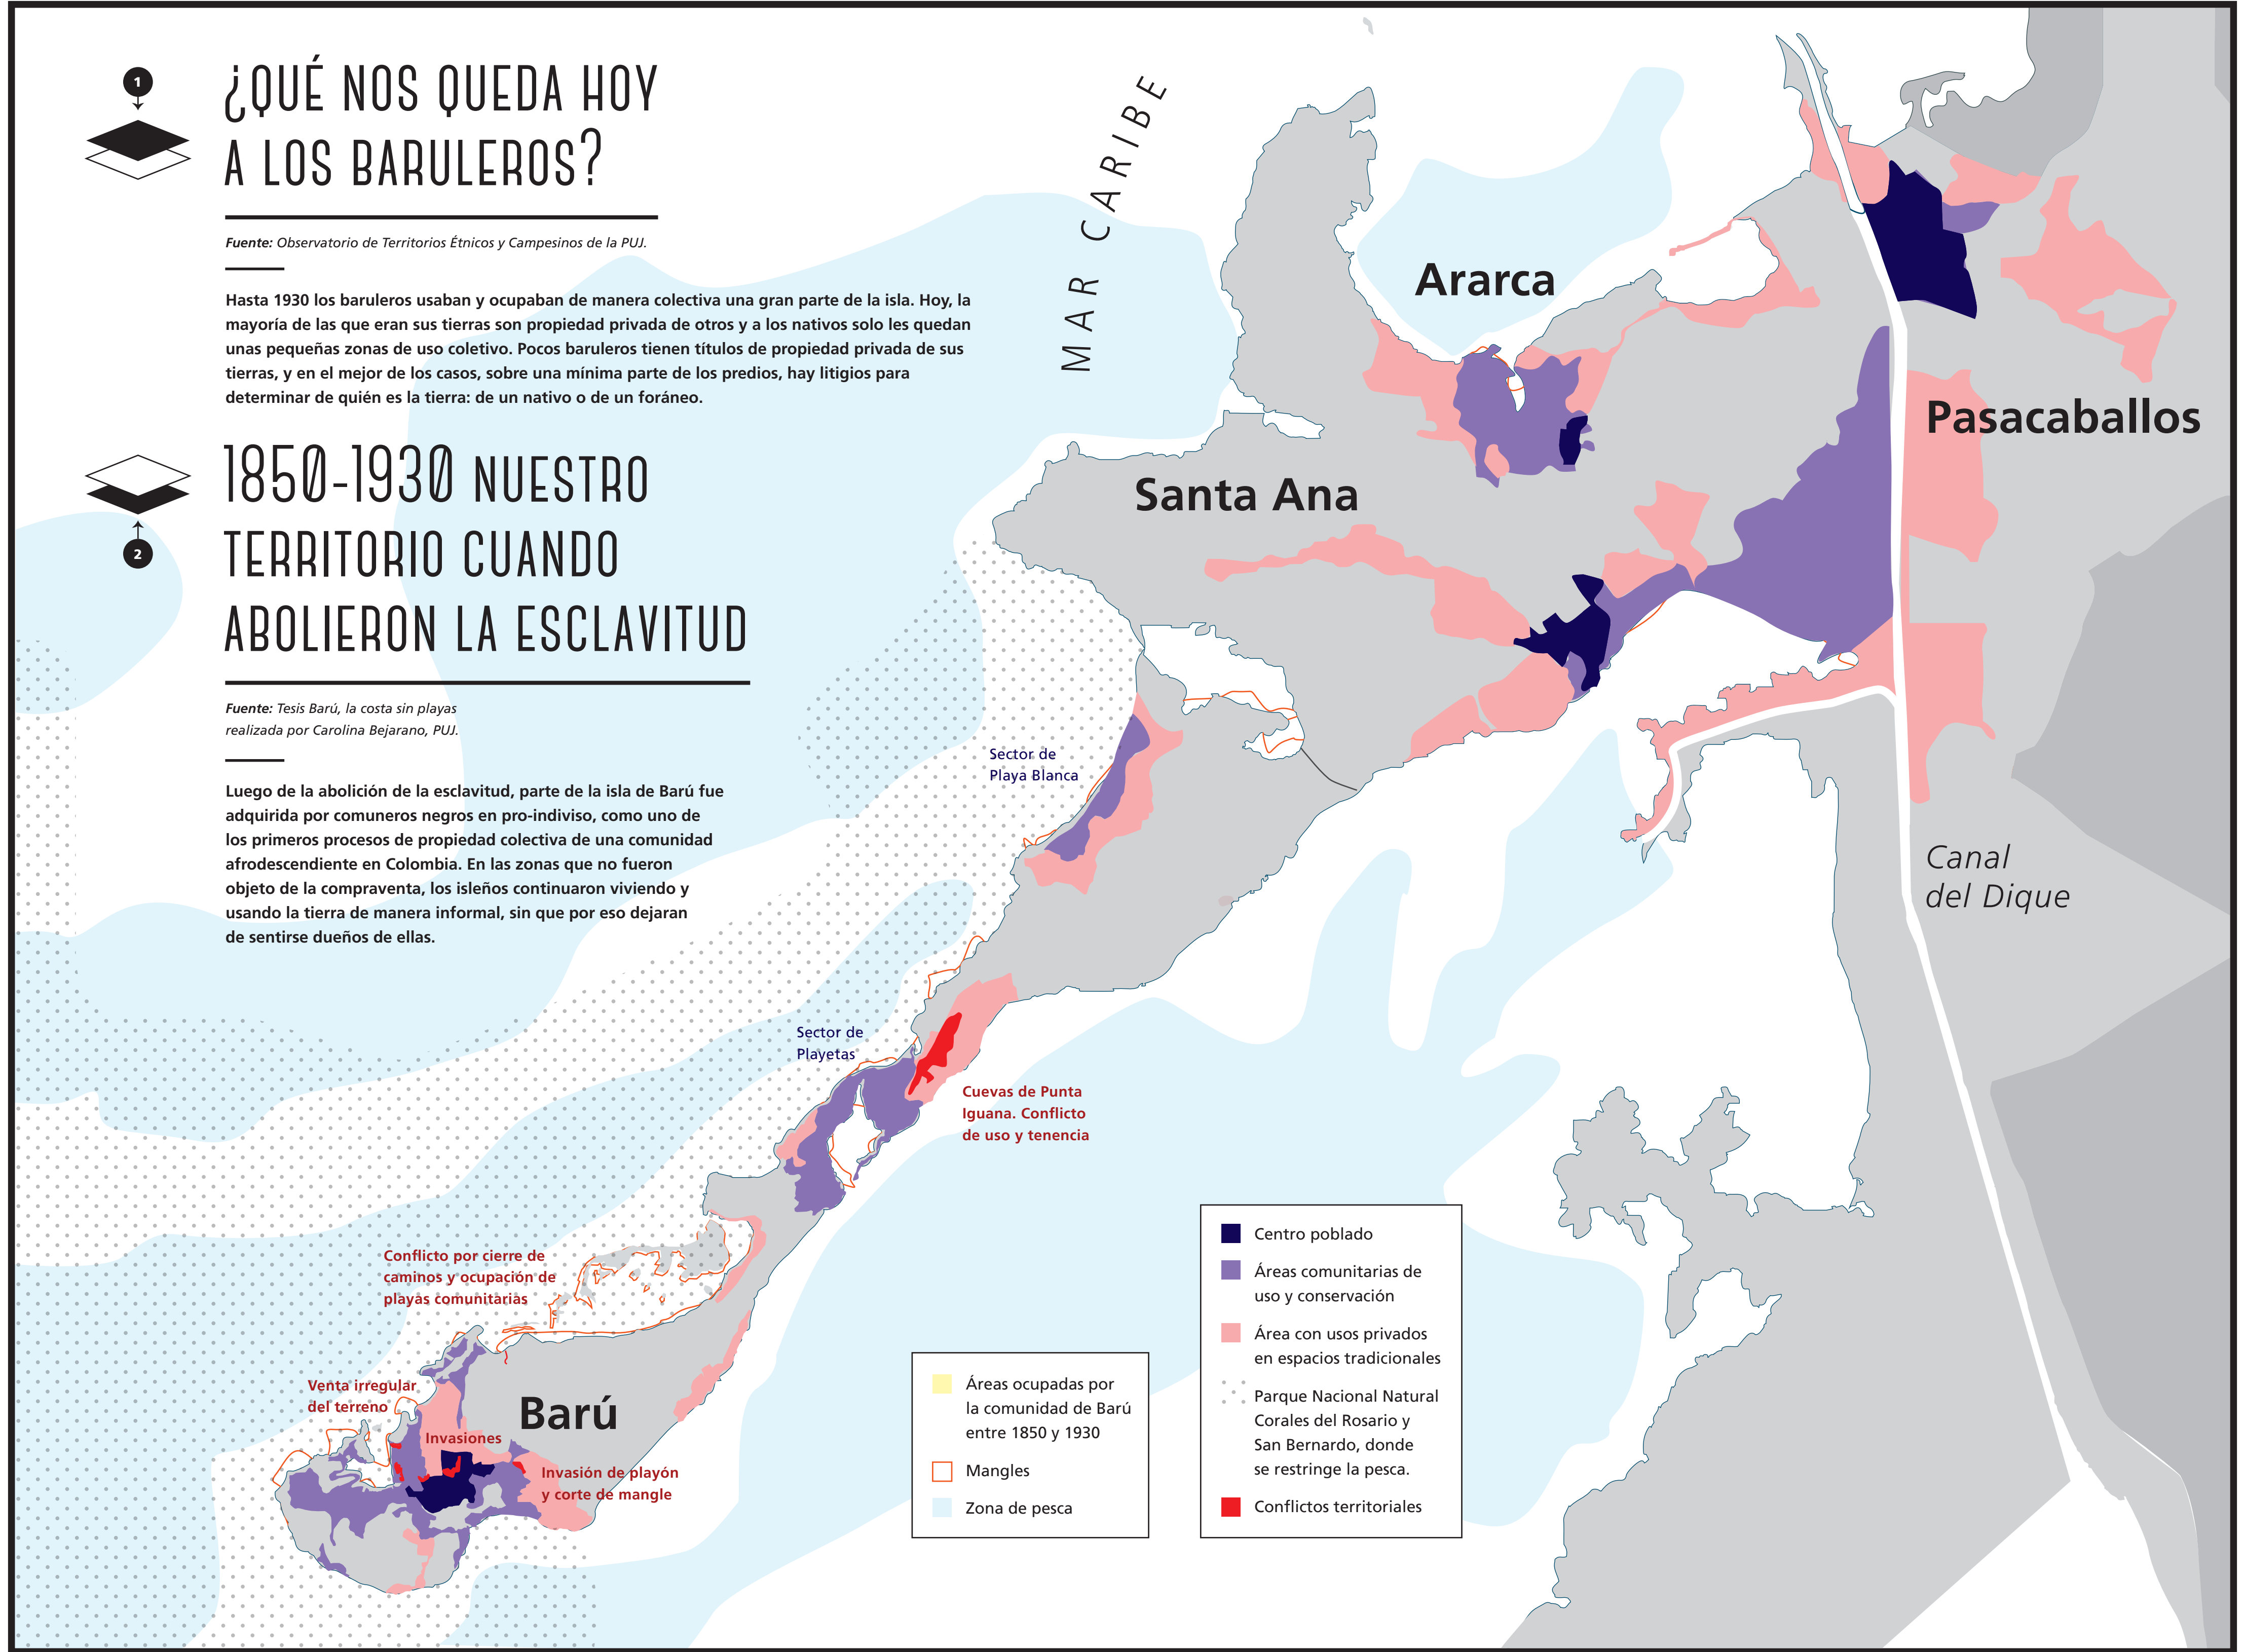 1
¿QUÉ NOS QUEDA HOY
A LOS BARULEROS?
Fuente: Observatorio de Territorios Étnicos y Campesinos de la PUJ.
Hasta 1930 los baruleros usaban y ocupaban de manera colectiva una gran parte de la isla. Hoy, la
mayoría de las que eran sus tierras son propiedad privada de otros y a los nativos solo les quedan
unas pequeñas zonas de uso coletivo. Pocos baruleros tienen títulos de propiedad privada de sus
tierras, y en el mejor de los casos, sobre una mínima parte de los predios, hay litigios para
determinar de quién es la tierra: de un nativo o de un foráneo.
2
1850-1930 NUESTRO
TERRITORIO CUANDO
ABOLIERON LA ESCLAVITUD
Fuente: Tesis Barú, la costa sin playas
realizada por Carolina Bejarano, PUJ.
Luego de la abolición de la esclavitud, parte de la isla de Barú fue
adquirida por comuneros negros en pro-indiviso, como uno de
los primeros procesos de propiedad colectiva de una comunidad
afrodescendiente en Colombia. En las zonas que no fueron
objeto de la compraventa, los isleños continuaron viviendo y
usando la tierra de manera informal, sin que por eso dejaran
de sentirse dueños de ellas.
MAR CARIBE
Ararca
Pasacaballos
Santa Ana
Sector de
Playa Blanca
Canal
del Dique
Sector de
Playetas
Cuevas de Punta
Iguana. Conflicto
de uso y tenencia
Conflicto por cierre de
caminos y ocupación de
playas comunitarias
Venta irregular
del terreno
Barú
Invasiones
Invasión de playón
y corte de mangle
Áreas ocupadas por
la comunidad de Barú
entre 1850 y 1930
Mangles
Zona de pesca
Centro poblado
Áreas comunitarias de
uso y conservación
Área con usos privados
en espacios tradicionales
Parque Nacional Natural
Corales del Rosario y
San Bernardo, donde
se restringe la pesca.
Conflictos territoriales